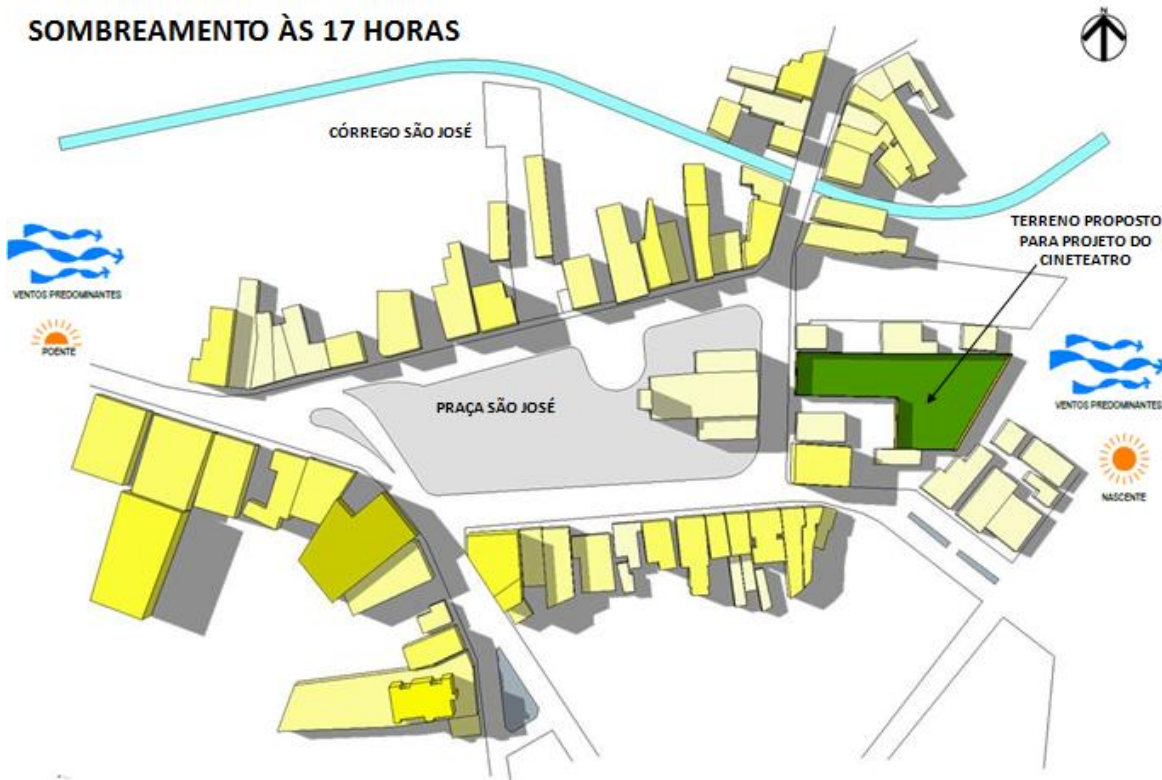 SOMBREAMENTO ÀS 17 HORAS
N
CÓRREGO SÃO JOSÉ
TERRENO PROPOSTO
PARA PROJETO DO
CINETEATRO
VENTOS PREDOMINANTES
POENTE
VENTOS PREDOMINANTES
PRAÇA SÃO JOSÉ
NASCENTE